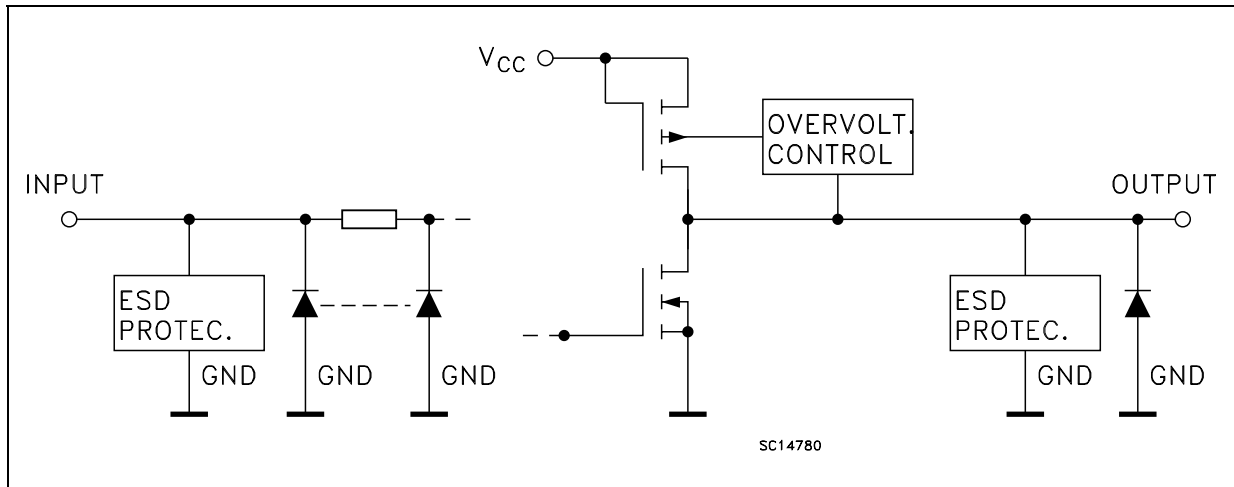 VCC
OVERVOLT.
CONTROL
INPUT
OUTPUT
ESD
PROTEC.
GND
GND
GND
ESD
PROTEC.
GND
GND
SC14780